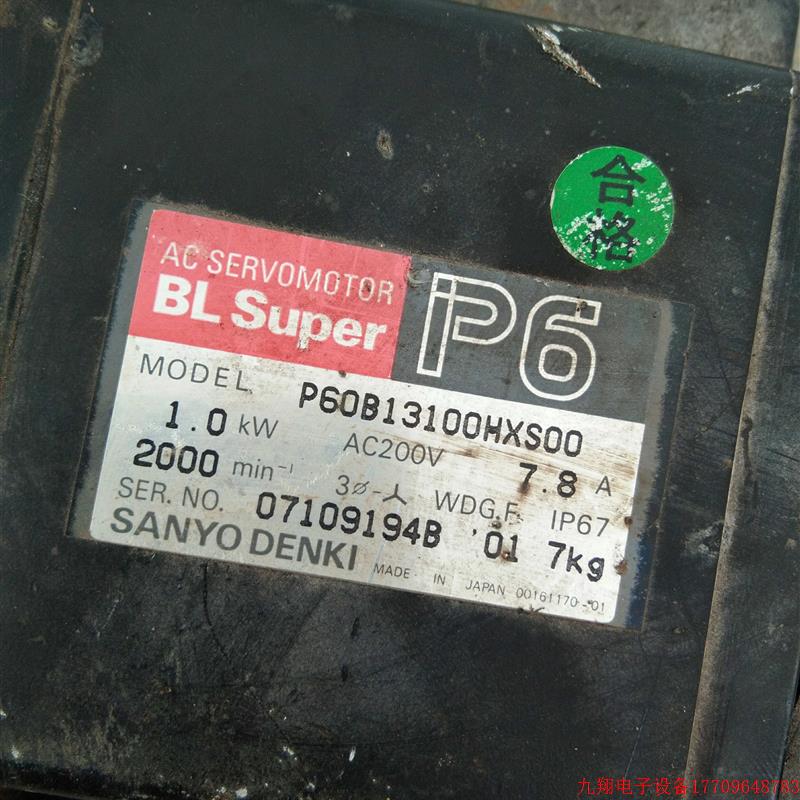 合格
AC SERVOMOTOR
BL Super
P6
MODEL P60B13100HXS00
1.0 kW AC200V 7.8 A
2000 min⁻¹ 3ø-人 WDG.F. IP67
SER. NO. 07109194B '01 7kg
SANYO DENKI MADE IN JAPAN 00161170-01
九翔电子设备17709648783